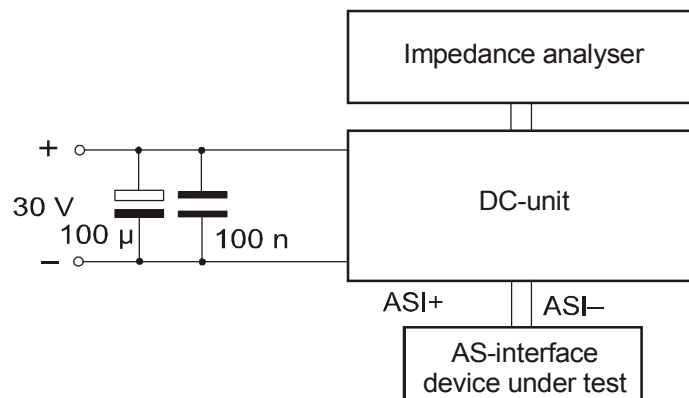 Impedance analyser
+
30 V
100 µ
100 n
–
DC-unit
ASI+
ASI–
AS-interface
device under test